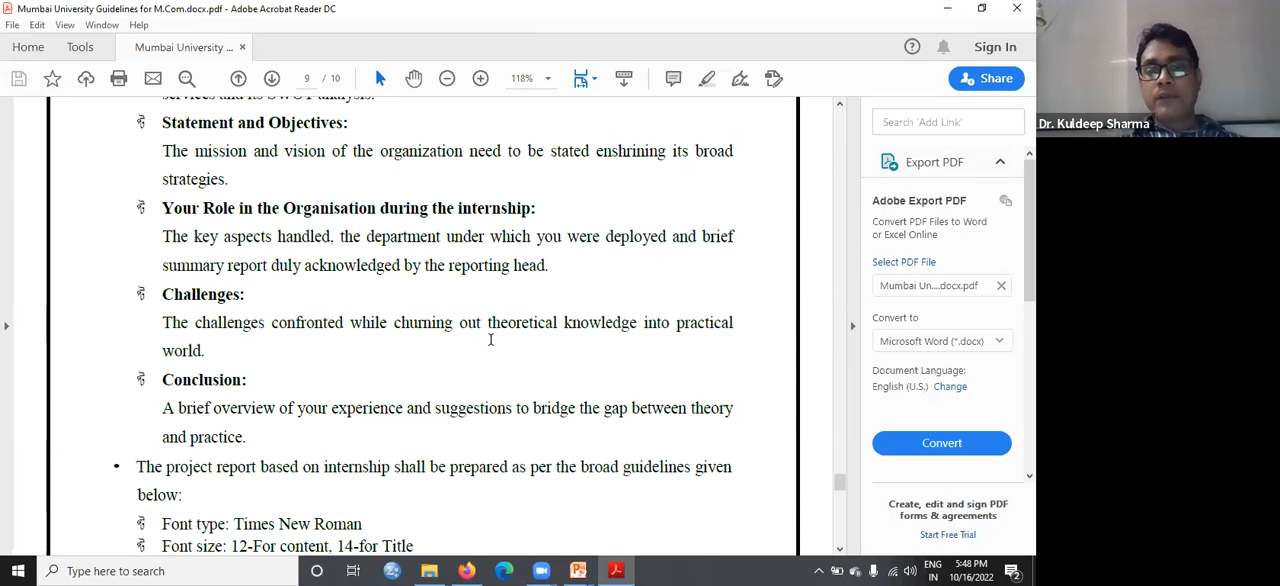 Mumbai University Guidelines for M.Com.docx.pdf - Adobe Acrobat Reader DC
File Edit View Window Help
Home Tools Mumbai University ... × Sign In
9 / 10 118% Share
services and its SWOT analysis.
Statement and Objectives:
The mission and vision of the organization need to be stated enshrining its broad
strategies.
Your Role in the Organisation during the internship:
The key aspects handled, the department under which you were deployed and brief
summary report duly acknowledged by the reporting head.
Challenges:
The challenges confronted while churning out theoretical knowledge into practical
world.
Conclusion:
A brief overview of your experience and suggestions to bridge the gap between theory
and practice.
• The project report based on internship shall be prepared as per the broad guidelines given
below:
Font type: Times New Roman
Font size: 12-For content, 14-for Title
Search 'Add Link'
Export PDF
Adobe Export PDF
Convert PDF Files to Word
or Excel Online
Select PDF File
Mumbai Un....docx.pdf
Convert to
Microsoft Word (*.docx)
Document Language:
English (U.S.) Change
Convert
Create, edit and sign PDF
forms & agreements
Start Free Trial
Dr. Kuldeep Sharma
Type here to search
ENG
IN
5:48 PM
10/16/2022
2